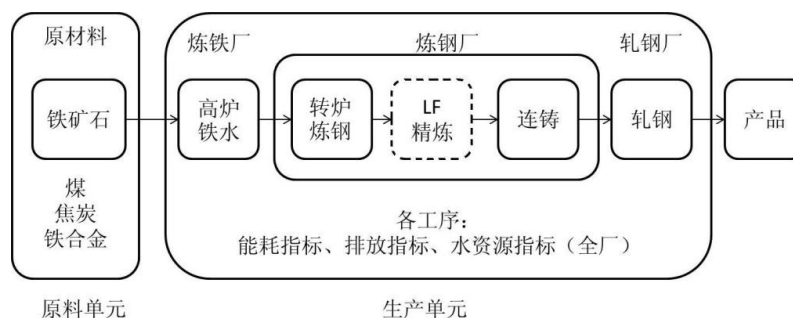 原材料
炼铁厂
炼钢厂
轧钢厂
铁矿石
高炉
铁水
转炉
炼钢
LF
精炼
连铸
轧钢
产品
煤
焦炭
铁合金
各工序：
能耗指标、排放指标、水资源指标（全厂）
原料单元
生产单元